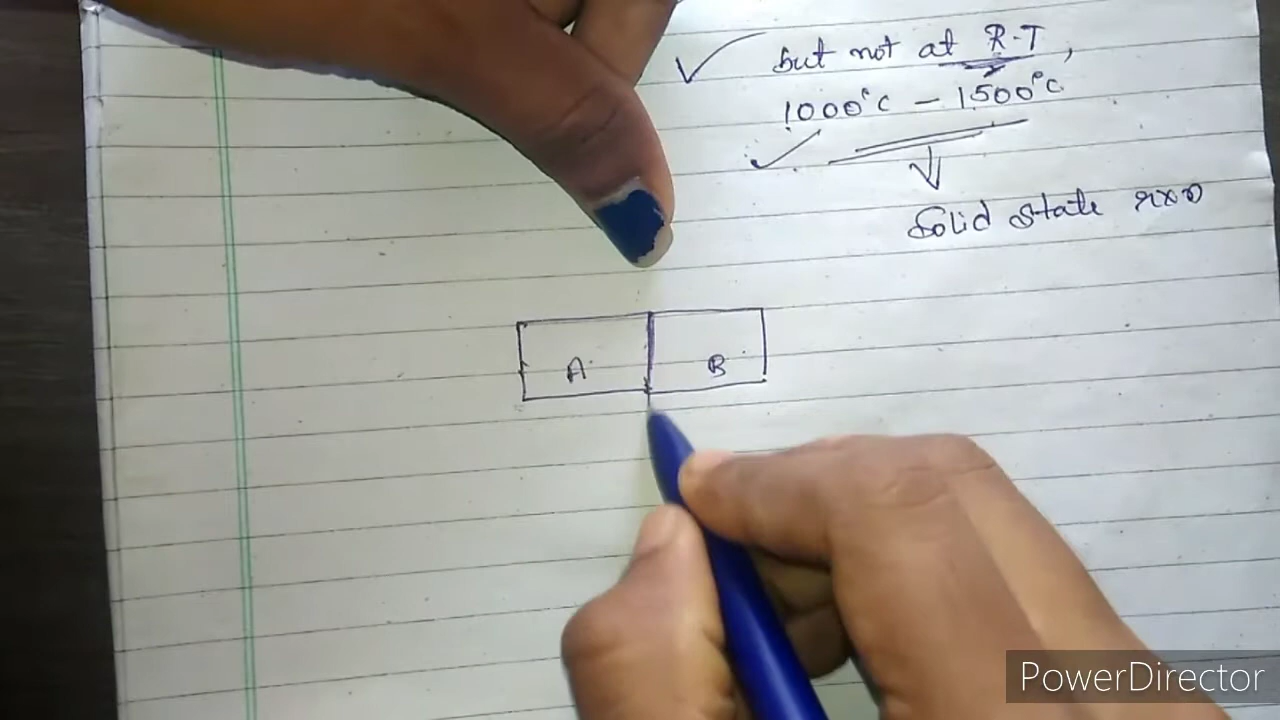 but not at R.T,
1000°C – 1500°C
Solid state rxn
A B
PowerDirector